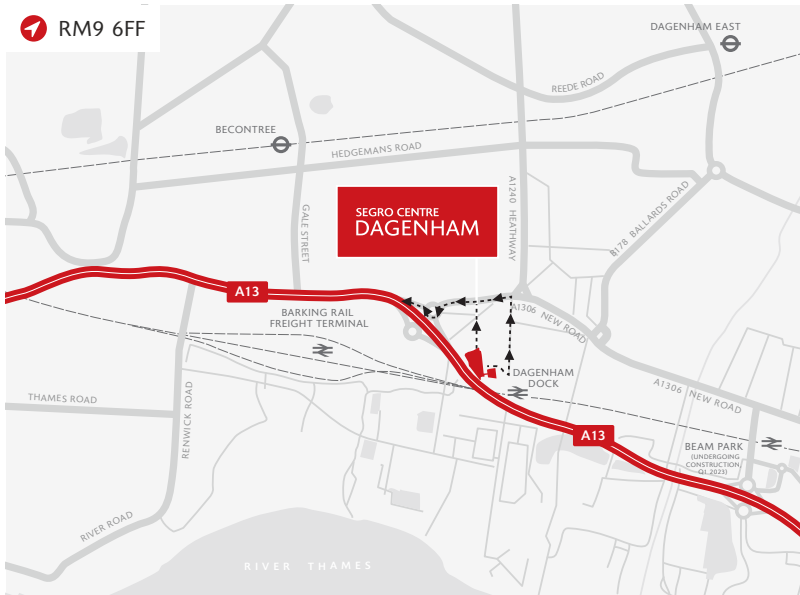 RM9 6FF
DAGENHAM EAST
REEDE ROAD
BECONTREE
HEDGEMANS ROAD
A1240 HEATHWAY
B178 BALLARDS ROAD
GALE STREET
SEGRO CENTRE
DAGENHAM
A13
BARKING RAIL
FREIGHT TERMINAL
A1306 NEW ROAD
DAGENHAM
DOCK
THAMES ROAD
RENWICK ROAD
A1306 NEW ROAD
A13
BEAM PARK
(UNDERGOING
CONSTRUCTION,
Q1 2023)
RIVER ROAD
RIVER THAMES